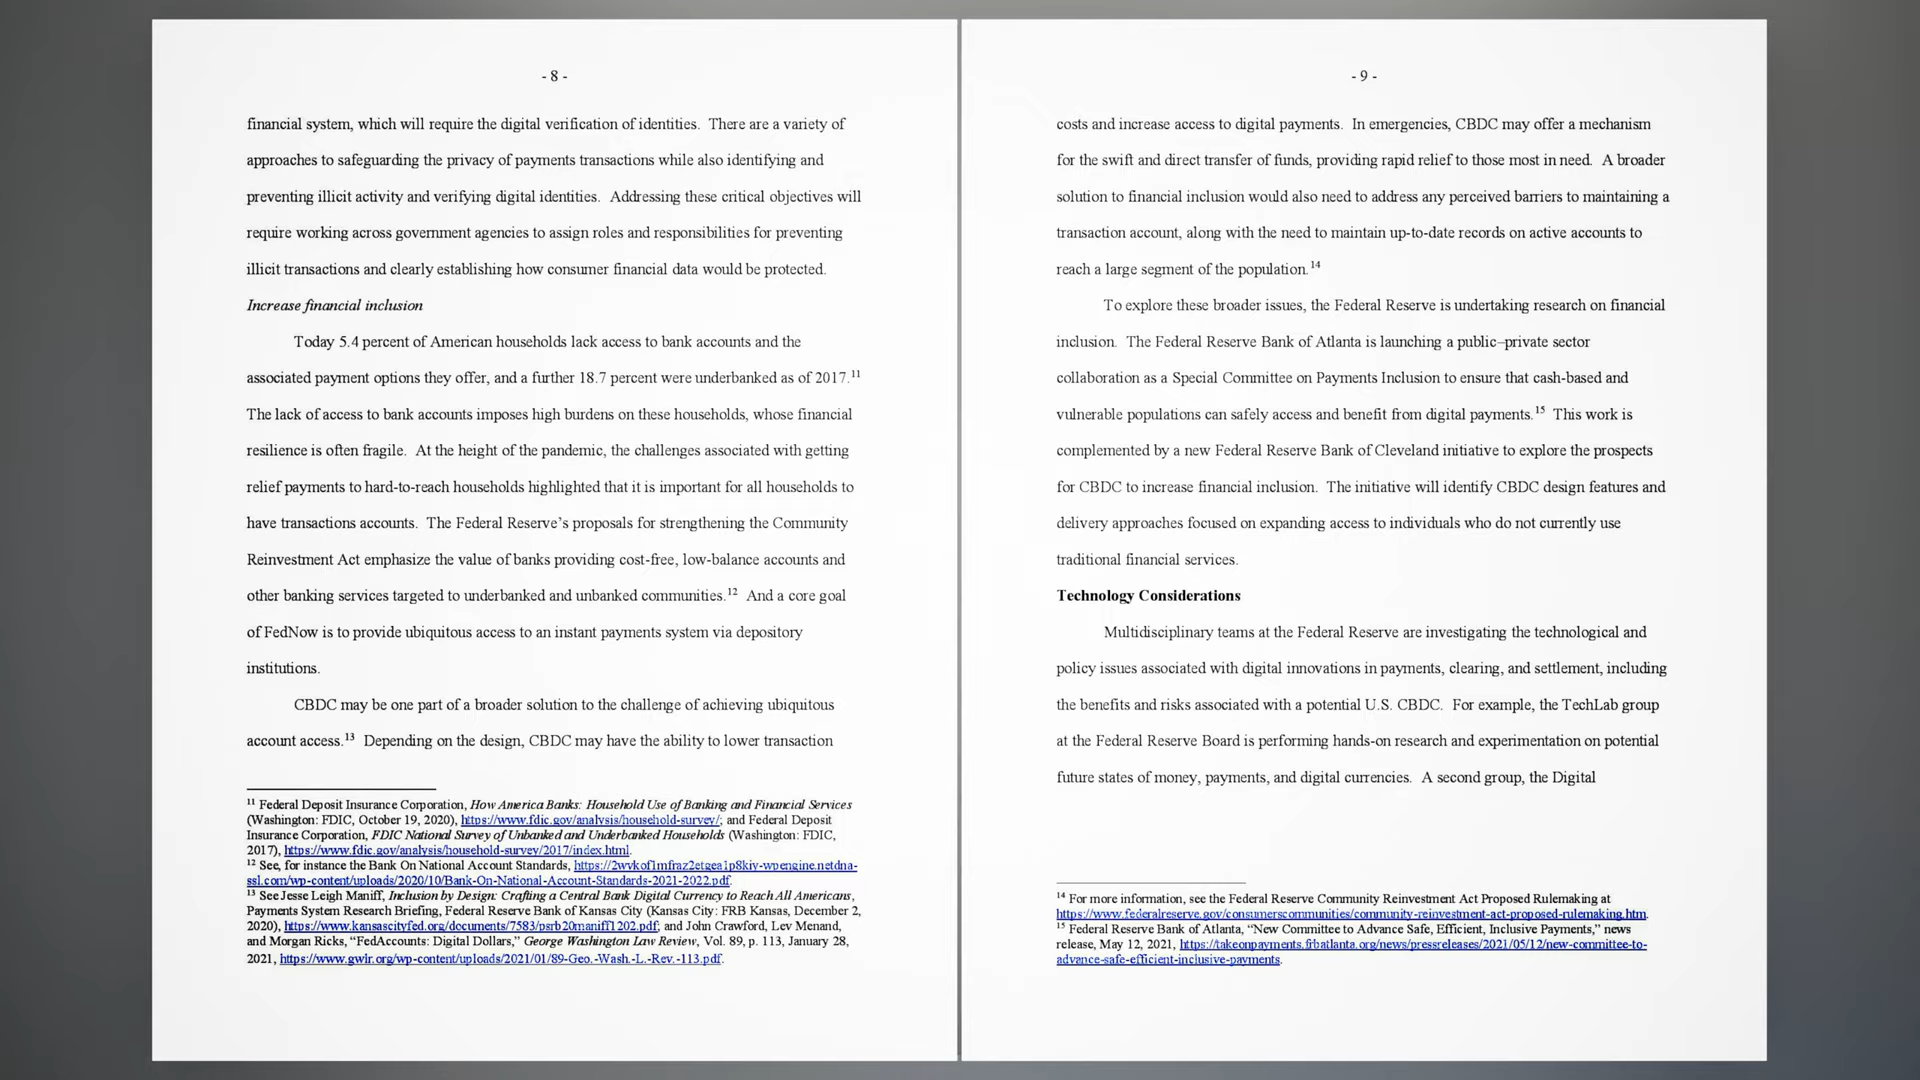 - 8 -
financial system, which will require the digital verification of identities.  There are a variety of
approaches to safeguarding the privacy of payments transactions while also identifying and
preventing illicit activity and verifying digital identities.  Addressing these critical objectives will
require working across government agencies to assign roles and responsibilities for preventing
illicit transactions and clearly establishing how consumer financial data would be protected.
Increase financial inclusion
Today 5.4 percent of American households lack access to bank accounts and the
associated payment options they offer, and a further 18.7 percent were underbanked as of 2017.11
The lack of access to bank accounts imposes high burdens on these households, whose financial
resilience is often fragile.  At the height of the pandemic, the challenges associated with getting
relief payments to hard-to-reach households highlighted that it is important for all households to
have transactions accounts.  The Federal Reserve’s proposals for strengthening the Community
Reinvestment Act emphasize the value of banks providing cost-free, low-balance accounts and
other banking services targeted to underbanked and unbanked communities.12  And a core goal
of FedNow is to provide ubiquitous access to an instant payments system via depository
institutions.
CBDC may be one part of a broader solution to the challenge of achieving ubiquitous
account access.13  Depending on the design, CBDC may have the ability to lower transaction
11 Federal Deposit Insurance Corporation, How America Banks: Household Use of Banking and Financial Services
(Washington: FDIC, October 19, 2020), https://www.fdic.gov/analysis/household-survey/; and Federal Deposit
Insurance Corporation, FDIC National Survey of Unbanked and Underbanked Households (Washington: FDIC,
2017), https://www.fdic.gov/analysis/household-survey/2017/index.html.
12 See, for instance the Bank On National Account Standards, https://2wvkof1mfraz2etgea1p8kiy-wpengine.netdna-
ssl.com/wp-content/uploads/2020/10/Bank-On-National-Account-Standards-2021-2022.pdf.
13 See Jesse Leigh Maniff, Inclusion by Design: Crafting a Central Bank Digital Currency to Reach All Americans,
Payments System Research Briefing, Federal Reserve Bank of Kansas City (Kansas City: FRB Kansas, December 2,
2020), https://www.kansascityfed.org/documents/7583/psrb20maniff1202.pdf; and John Crawford, Lev Menand,
and Morgan Ricks, “FedAccounts: Digital Dollars,” George Washington Law Review, Vol. 89, p. 113, January 28,
2021, https://www.gwlr.org/wp-content/uploads/2021/01/89-Geo.-Wash.-L.-Rev.-113.pdf.
- 9 -
costs and increase access to digital payments.  In emergencies, CBDC may offer a mechanism
for the swift and direct transfer of funds, providing rapid relief to those most in need.  A broader
solution to financial inclusion would also need to address any perceived barriers to maintaining a
transaction account, along with the need to maintain up-to-date records on active accounts to
reach a large segment of the population.14
To explore these broader issues, the Federal Reserve is undertaking research on financial
inclusion.  The Federal Reserve Bank of Atlanta is launching a public–private sector
collaboration as a Special Committee on Payments Inclusion to ensure that cash-based and
vulnerable populations can safely access and benefit from digital payments.15  This work is
complemented by a new Federal Reserve Bank of Cleveland initiative to explore the prospects
for CBDC to increase financial inclusion.  The initiative will identify CBDC design features and
delivery approaches focused on expanding access to individuals who do not currently use
traditional financial services.
Technology Considerations
Multidisciplinary teams at the Federal Reserve are investigating the technological and
policy issues associated with digital innovations in payments, clearing, and settlement, including
the benefits and risks associated with a potential U.S. CBDC.  For example, the TechLab group
at the Federal Reserve Board is performing hands-on research and experimentation on potential
future states of money, payments, and digital currencies.  A second group, the Digital
14 For more information, see the Federal Reserve Community Reinvestment Act Proposed Rulemaking at
https://www.federalreserve.gov/consumerscommunities/community-reinvestment-act-proposed-rulemaking.htm.
15 Federal Reserve Bank of Atlanta, “New Committee to Advance Safe, Efficient, Inclusive Payments,” news
release, May 12, 2021, https://takeonpayments.frbatlanta.org/news/pressreleases/2021/05/12/new-committee-to-
advance-safe-efficient-inclusive-payments.